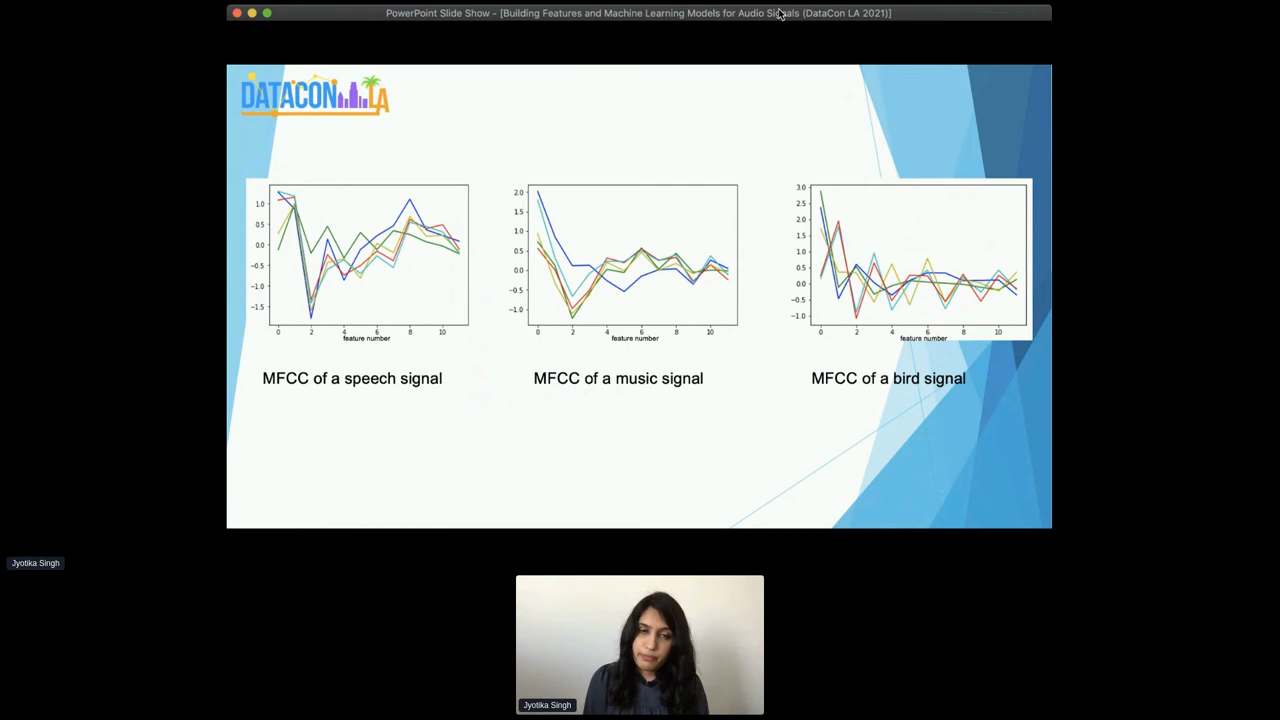 PowerPoint Slide Show - [Building Features and Machine Learning Models for Audio Signals (DataCon LA 2021)]
DATACON LA
1.0
0.5
0.0
−0.5
−1.0
−1.5
0 2 4 6 8 10
feature number
MFCC of a speech signal
2.0
1.5
1.0
0.5
0.0
−0.5
−1.0
0 2 4 6 8 10
feature number
MFCC of a music signal
3.0
2.5
2.0
1.5
1.0
0.5
0.0
−0.5
−1.0
0 2 4 6 8 10
feature number
MFCC of a bird signal
Jyotika Singh
Jyotika Singh